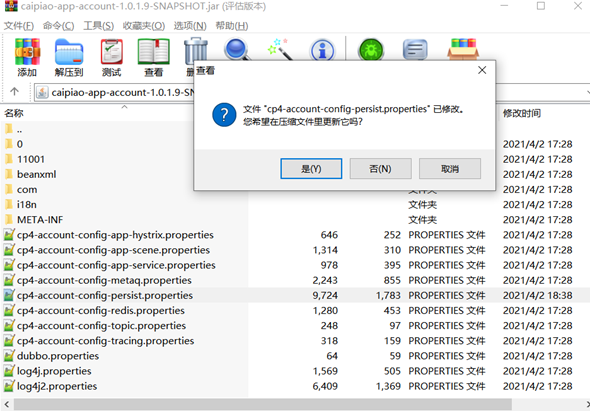 caipiao-app-account-1.0.1.9-SNAPSHOT.jar (评估版本)
文件(F) 命令(C) 工具(S) 收藏夹(O) 选项(N) 帮助(H)
添加 解压到 测试 查看
caipiao-app-account-1.0.1.9-SN
查看
文件 "cp4-account-config-persist.properties" 已修改。
您希望在压缩文件里更新它吗?
是(Y) 否(N) 取消
名称 修改时间
..
0 2021/4/2 17:28
11001 2021/4/2 17:28
beanxml 2021/4/2 17:28
com 文件夹 2021/4/2 17:28
i18n 文件夹 2021/4/2 17:28
META-INF 文件夹 2021/4/2 17:28
cp4-account-config-app-hystrix.properties 646 252 PROPERTIES 文件 2021/4/2 17:28
cp4-account-config-app-scene.properties 1,314 310 PROPERTIES 文件 2021/4/2 17:28
cp4-account-config-app-service.properties 978 395 PROPERTIES 文件 2021/4/2 17:28
cp4-account-config-metaq.properties 2,243 855 PROPERTIES 文件 2021/4/2 17:28
cp4-account-config-persist.properties 9,724 1,783 PROPERTIES 文件 2021/4/2 18:38
cp4-account-config-redis.properties 1,280 453 PROPERTIES 文件 2021/4/2 17:28
cp4-account-config-topic.properties 248 97 PROPERTIES 文件 2021/4/2 17:28
cp4-account-config-tracing.properties 318 159 PROPERTIES 文件 2021/4/2 17:28
dubbo.properties 64 59 PROPERTIES 文件 2021/4/2 17:28
log4j.properties 1,569 505 PROPERTIES 文件 2021/4/2 17:28
log4j2.properties 6,409 1,369 PROPERTIES 文件 2021/4/2 17:28